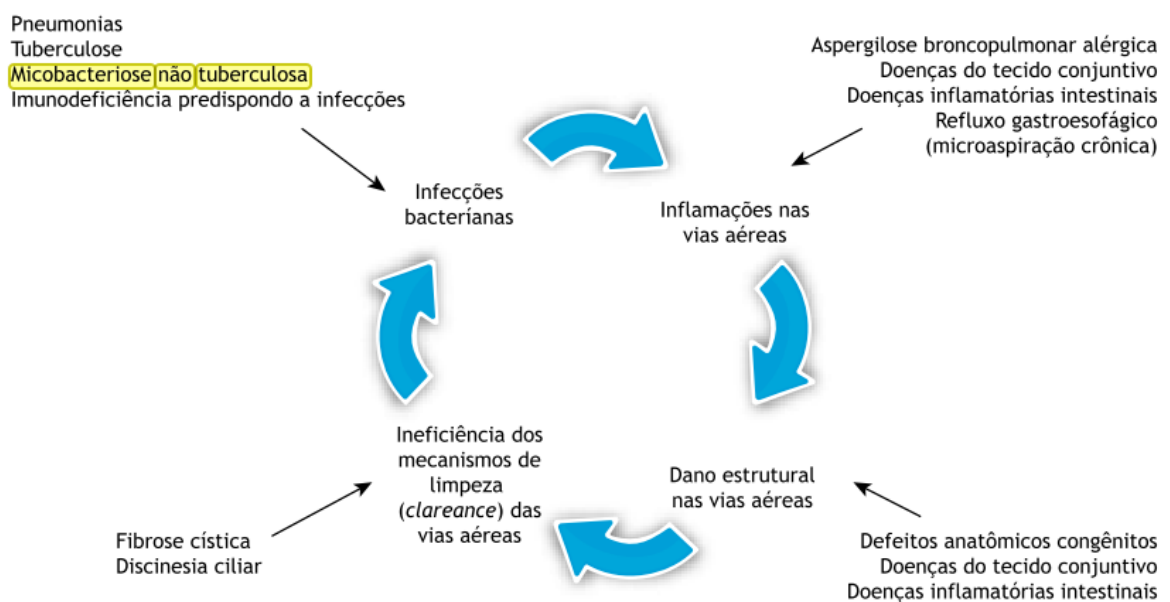 Pneumonias
Tuberculose
Micobacteriose não tuberculosa
Imunodeficiência predispondo a infecções
Aspergilose broncopulmonar alérgica
Doenças do tecido conjuntivo
Doenças inflamatórias intestinais
Refluxo gastroesofágico
(microaspiração crônica)
Infecções
bacteríanas
Inflamações nas
vias aéreas
Ineficiência dos
mecanismos de
limpeza
(clareance) das
vias aéreas
Dano estrutural
nas vias aéreas
Fibrose cística
Discinesia ciliar
Defeitos anatômicos congênitos
Doenças do tecido conjuntivo
Doenças inflamatórias intestinais